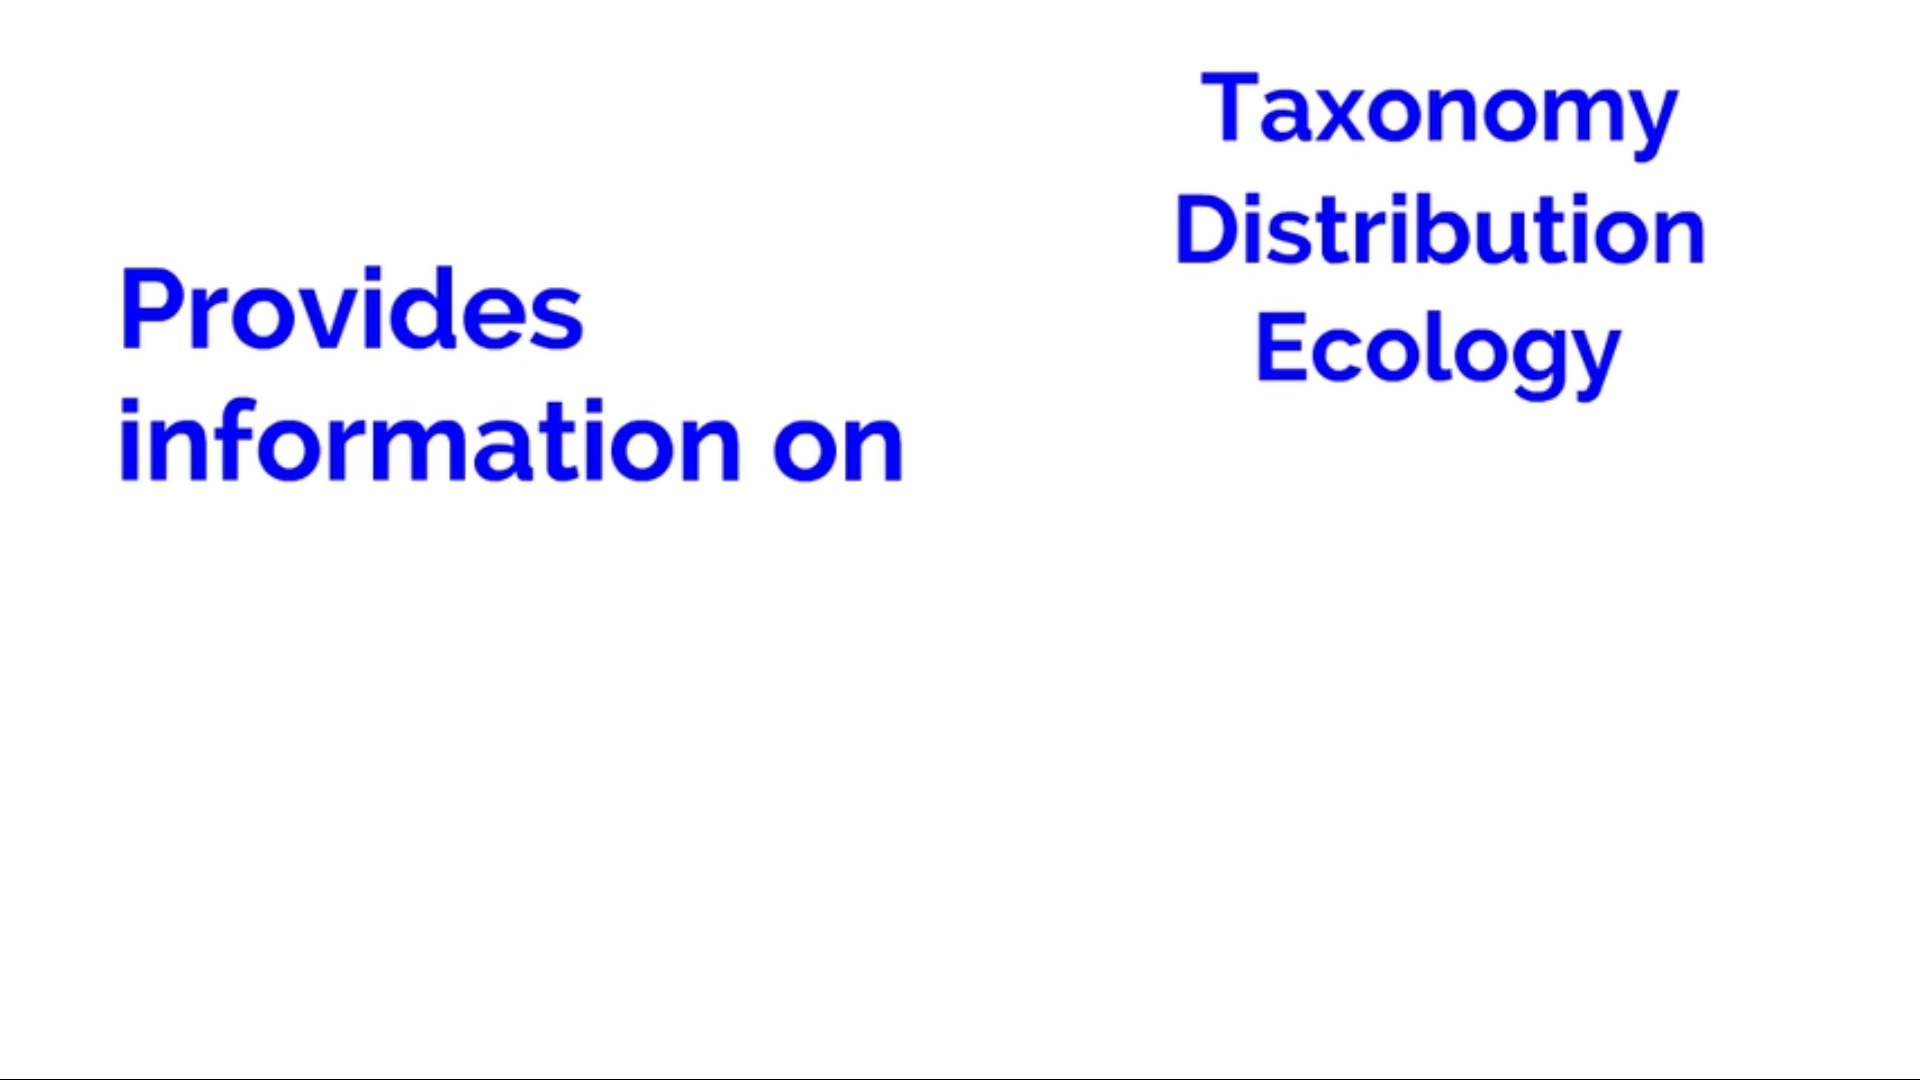 Provides
information on
Taxonomy
Distribution
Ecology